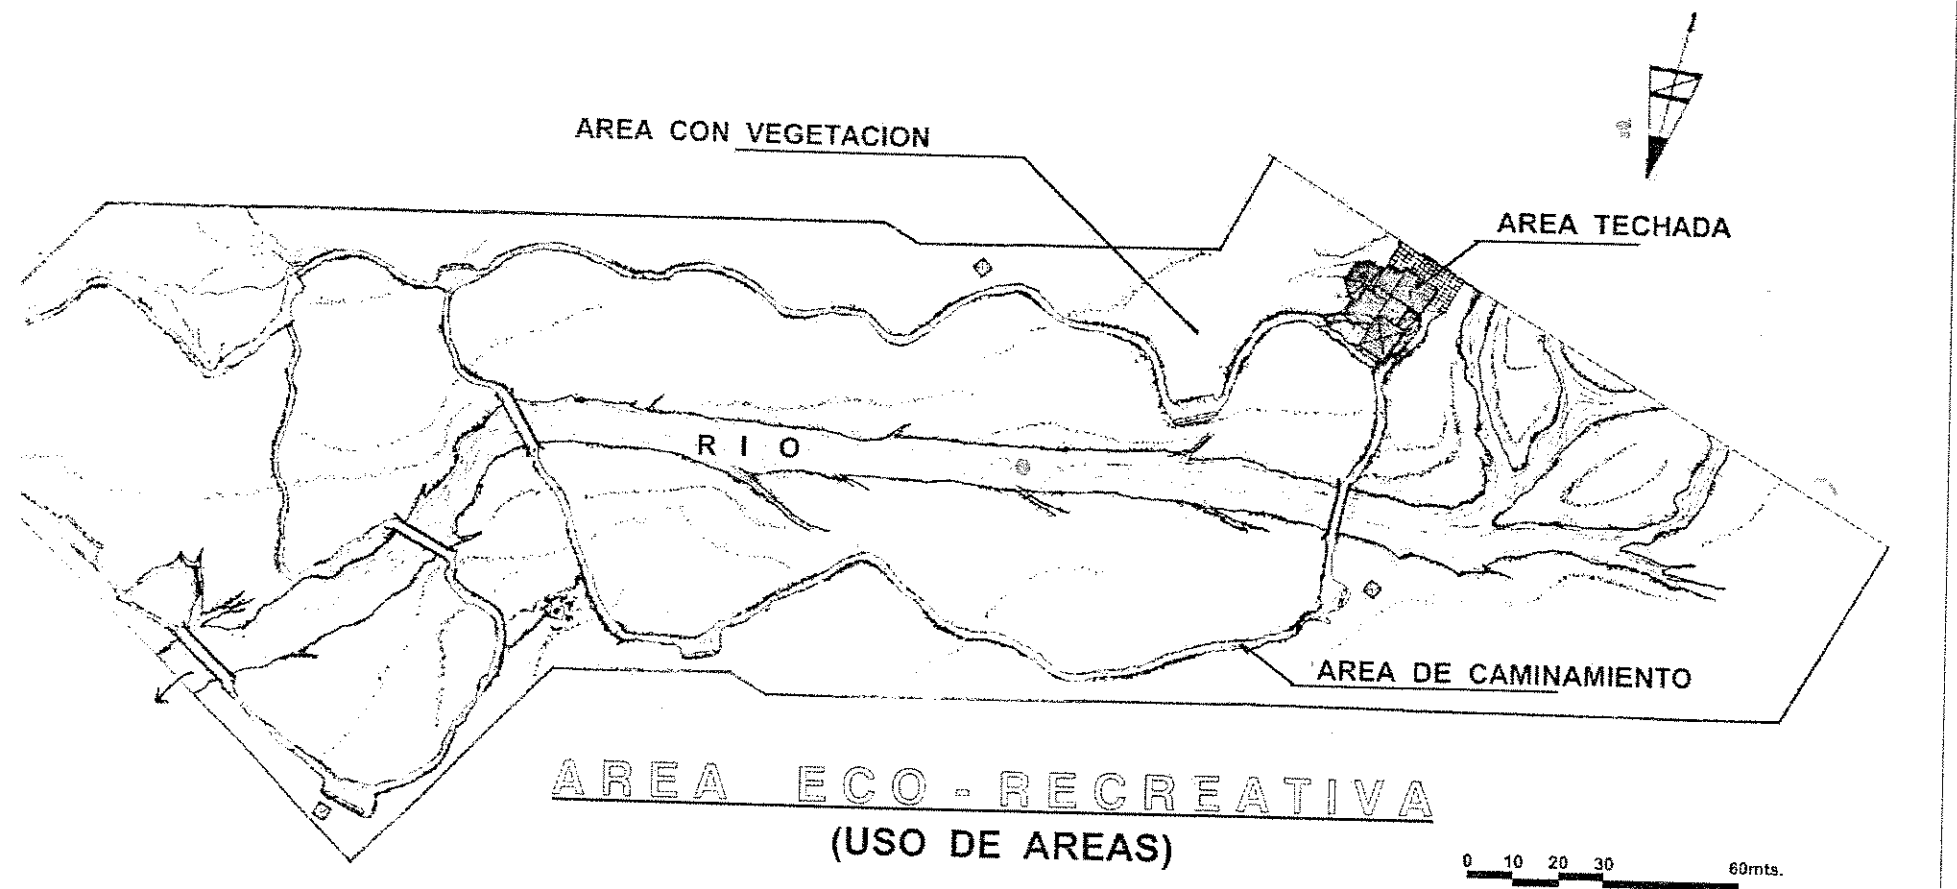 N
AREA CON VEGETACION
AREA TECHADA
R I O
AREA DE CAMINAMIENTO
AREA ECO-RECREATIVA
(USO DE AREAS)
0 10 20 30 60mts.